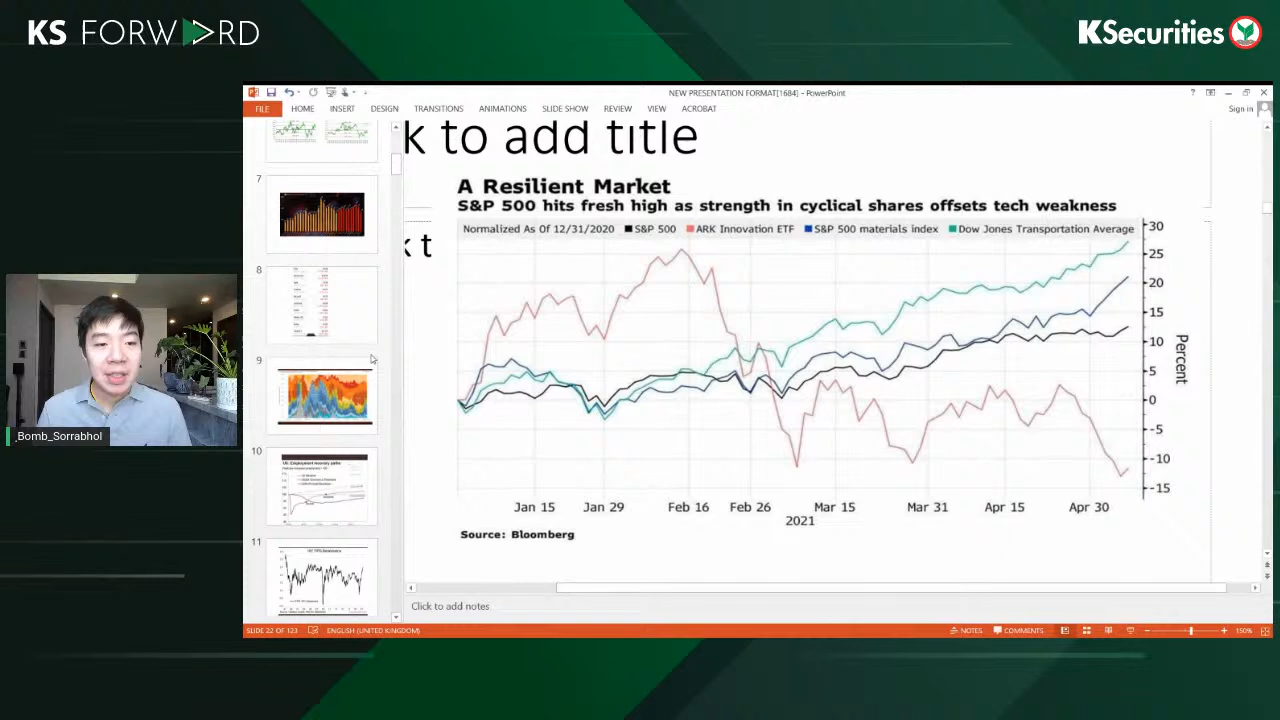 KS FORWARD
KSecurities
NEW PRESENTATION FORMAT[1684] - PowerPoint
FILE HOME INSERT DESIGN TRANSITIONS ANIMATIONS SLIDE SHOW REVIEW VIEW ACROBAT
Sign in
k to add title
k t
A Resilient Market
S&P 500 hits fresh high as strength in cyclical shares offsets tech weakness
Normalized As Of 12/31/2020 S&P 500 ARK Innovation ETF S&P 500 materials index Dow Jones Transportation Average
30
25
20
15
10
5
0
-5
-10
-15
Percent
Jan 15 Jan 29 Feb 16 Feb 26 Mar 15 Mar 31 Apr 15 Apr 30
2021
Source: Bloomberg
7
8
9
10
11
Bomb_Sorrabhol
Click to add notes
SLIDE 22 OF 123 ENGLISH (UNITED KINGDOM) NOTES COMMENTS 150%